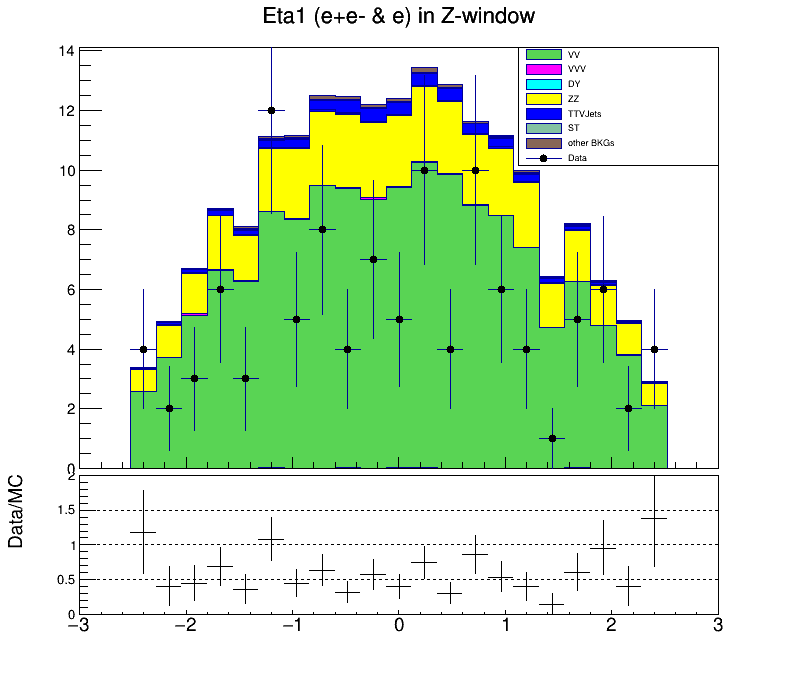 Eta1 (e+e- & e) in Z-window
14
12
10
8
6
4
2
0
VV
VVV
DY
ZZ
TTVJets
ST
other BKGs
Data
Data/MC
2
1.5
1
0.5
0
−3 −2 −1 0 1 2 3